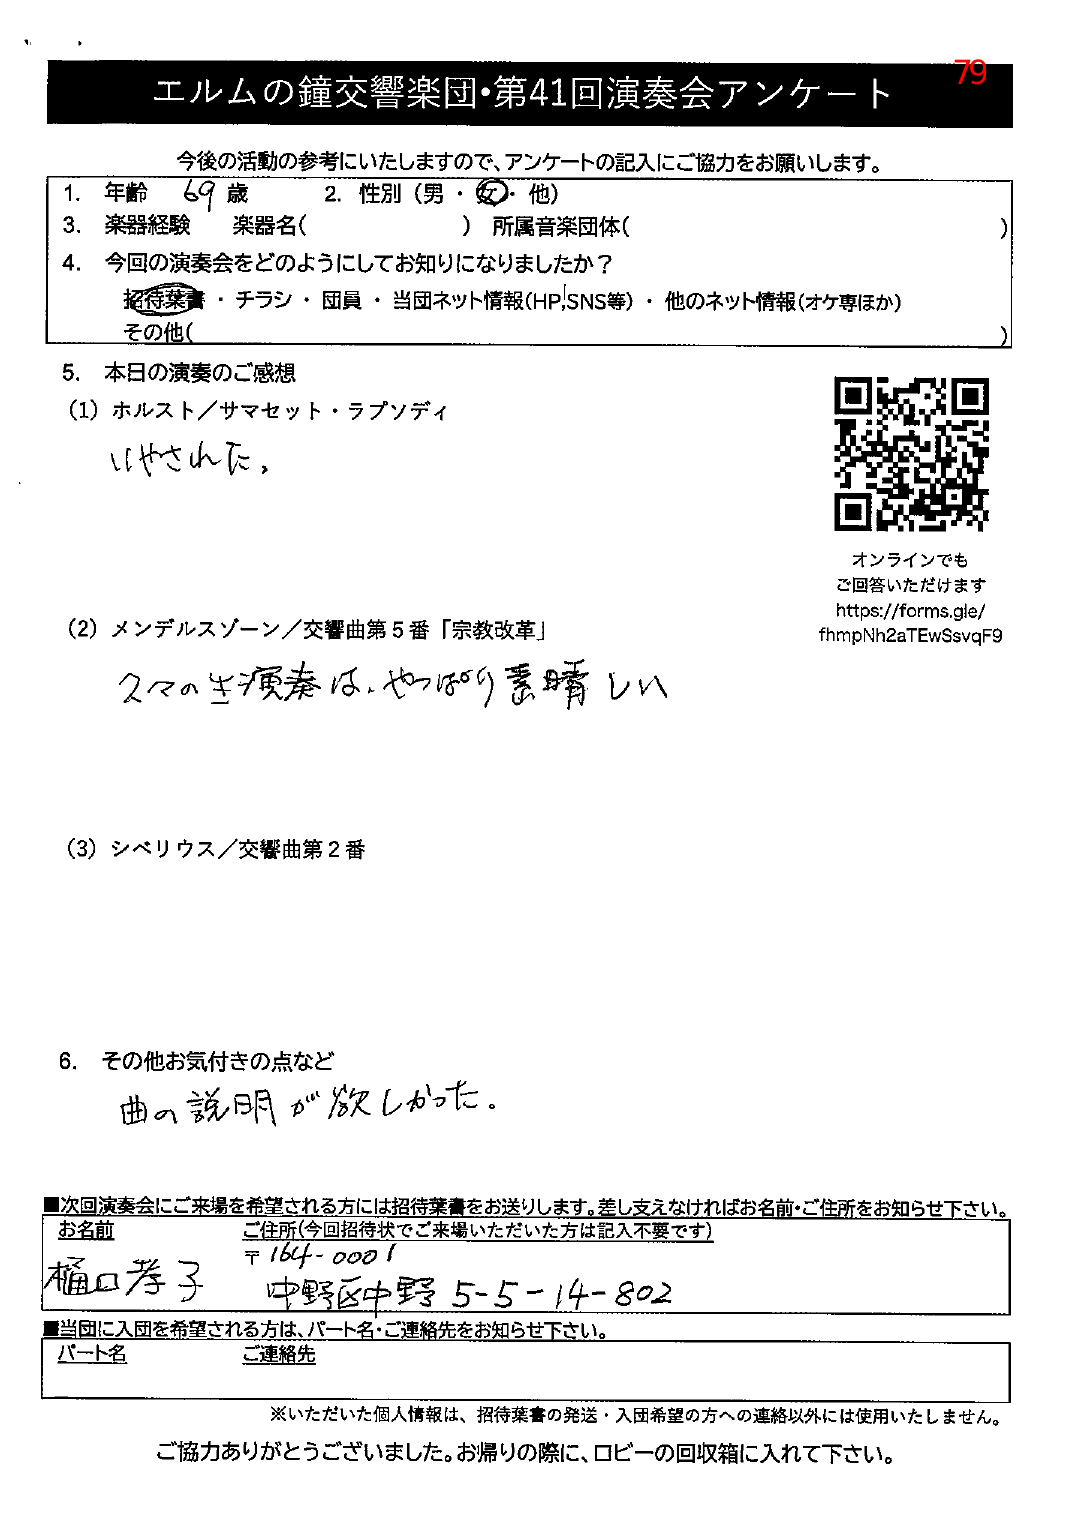 79
エルムの鐘交響楽団・第41回演奏会アンケート
今後の活動の参考にいたしますので、アンケートの記入にご協力をお願いします。
1. 年齢 69 歳 2. 性別（男・女・他）
3. 楽器経験 楽器名( ) 所属音楽団体( )
4. 今回の演奏会をどのようにしてお知りになりましたか？
招待葉書・チラシ・団員・当団ネット情報(HP,SNS等)・他のネット情報(オケ専ほか)
その他( )
5. 本日の演奏のご感想
（1）ホルスト／サマセット・ラプソディ
いやされた。
オンラインでも
ご回答いただけます
https://forms.gle/
fhmpNh2aTEwSsvqF9
（2）メンデルスゾーン／交響曲第５番「宗教改革」
久々の生演奏は、やっぱり素晴しい
（3）シベリウス／交響曲第２番
6. その他お気付きの点など
曲の説明が欲しかった。
■次回演奏会にご来場を希望される方には招待葉書をお送りします。差し支えなければお名前・ご住所をお知らせ下さい。
お名前 ご住所(今回招待状でご来場いただいた方は記入不要です)
〒164-0001
樋口孝子 中野区中野 5-5-14-802
■当団に入団を希望される方は、パート名・ご連絡先をお知らせ下さい。
パート名 ご連絡先
※いただいた個人情報は、招待葉書の発送・入団希望の方への連絡以外には使用いたしません。
ご協力ありがとうございました。お帰りの際に、ロビーの回収箱に入れて下さい。